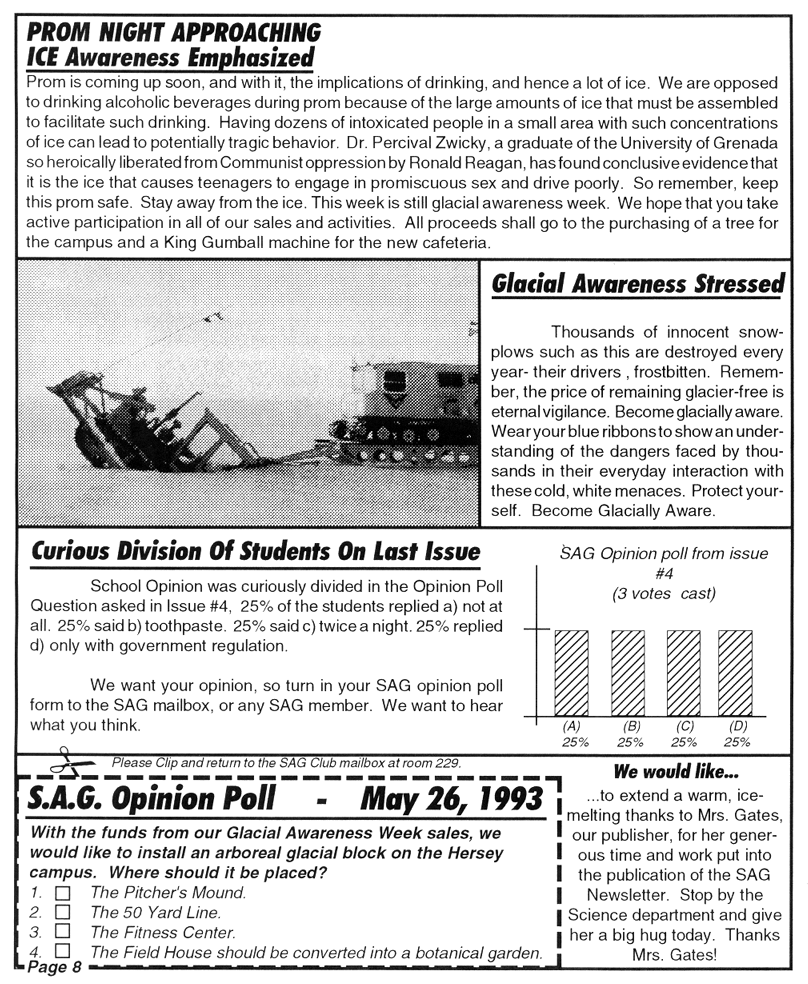 PROM NIGHT APPROACHING
ICE Awareness Emphasized
Prom is coming up soon, and with it, the implications of drinking, and hence a lot of ice. We are opposed
to drinking alcoholic beverages during prom because of the large amounts of ice that must be assembled
to facilitate such drinking. Having dozens of intoxicated people in a small area with such concentrations
of ice can lead to potentially tragic behavior. Dr. Percival Zwicky, a graduate of the University of Grenada
so heroically liberated from Communist oppression by Ronald Reagan, has found conclusive evidence that
it is the ice that causes teenagers to engage in promiscuous sex and drive poorly. So remember, keep
this prom safe. Stay away from the ice. This week is still glacial awareness week. We hope that you take
active participation in all of our sales and activities. All proceeds shall go to the purchasing of a tree for
the campus and a King Gumball machine for the new cafeteria.
Glacial Awareness Stressed
Thousands of innocent snow-
plows such as this are destroyed every
year- their drivers , frostbitten. Remem-
ber, the price of remaining glacier-free is
eternal vigilance. Become glacially aware.
Wear your blue ribbons to show an under-
standing of the dangers faced by thou-
sands in their everyday interaction with
these cold, white menaces. Protect your-
self. Become Glacially Aware.
Curious Division Of Students On Last Issue
School Opinion was curiously divided in the Opinion Poll
Question asked in Issue #4, 25% of the students replied a) not at
all. 25% said b) toothpaste. 25% said c) twice a night. 25% replied
d) only with government regulation.
We want your opinion, so turn in your SAG opinion poll
form to the SAG mailbox, or any SAG member. We want to hear
what you think.
SAG Opinion poll from issue
#4
(3 votes cast)
(A) (B) (C) (D)
25% 25% 25% 25%
Please Clip and return to the SAG Club mailbox at room 229.
S.A.G. Opinion Poll - May 26, 1993
With the funds from our Glacial Awareness Week sales, we
would like to install an arboreal glacial block on the Hersey
campus. Where should it be placed?
1. The Pitcher's Mound.
2. The 50 Yard Line.
3. The Fitness Center.
4. The Field House should be converted into a botanical garden.
Page 8
We would like...
...to extend a warm, ice-
melting thanks to Mrs. Gates,
our publisher, for her gener-
ous time and work put into
the publication of the SAG
Newsletter. Stop by the
Science department and give
her a big hug today. Thanks
Mrs. Gates!